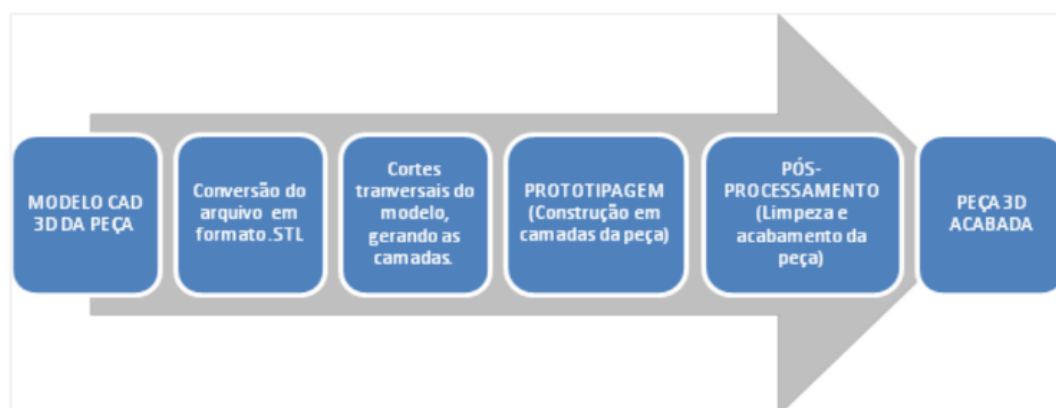 MODELO CAD
3D DA PEÇA
Conversão do
arquivo em
formato.STL
Cortes
tranversais do
modelo,
gerando as
camadas.
PROTOTIPAGEM
(Construção em
camadas da peça)
PÓS-
PROCESSAMENTO
(Limpeza e
acabamento da
peça)
PEÇA 3D
ACABADA